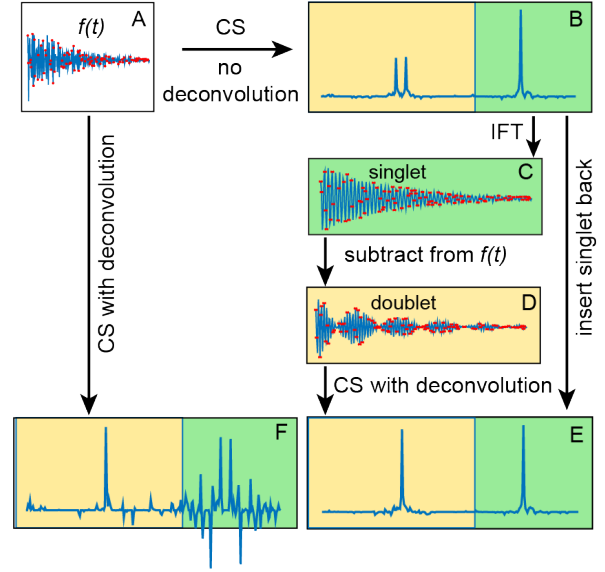 f(t)
A
CS
no
deconvolution
B
IFT
singlet
C
subtract from f(t)
doublet
D
CS with deconvolution
CS with deconvolution
insert singlet back
F
E